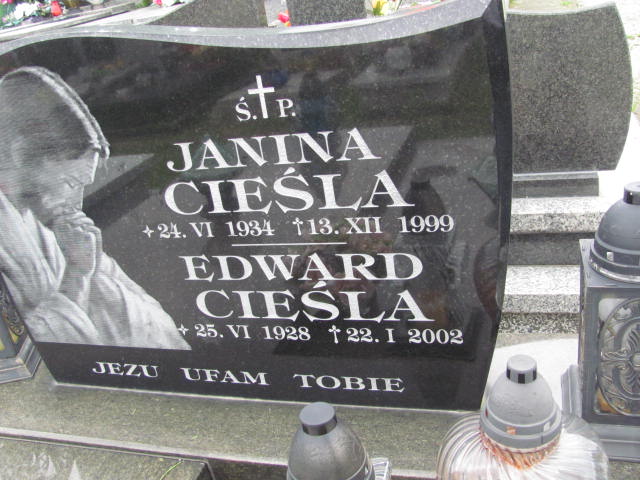 Ś.†P.
JANINA
CIEŚLA
✧24. VI 1934 †13. XII 1999
EDWARD
CIEŚLA
✧25. VI 1928 †22. I 2002
JEZU UFAM TOBIE